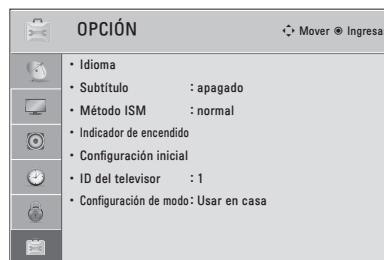 OPCIÓN
Mover ◉ Ingresa
• Idioma
• Subtítulo : apagado
• Método ISM : normal
• Indicador de encendido
• Configuración inicial
• ID del televisor : 1
• Configuración de modo : Usar en casa